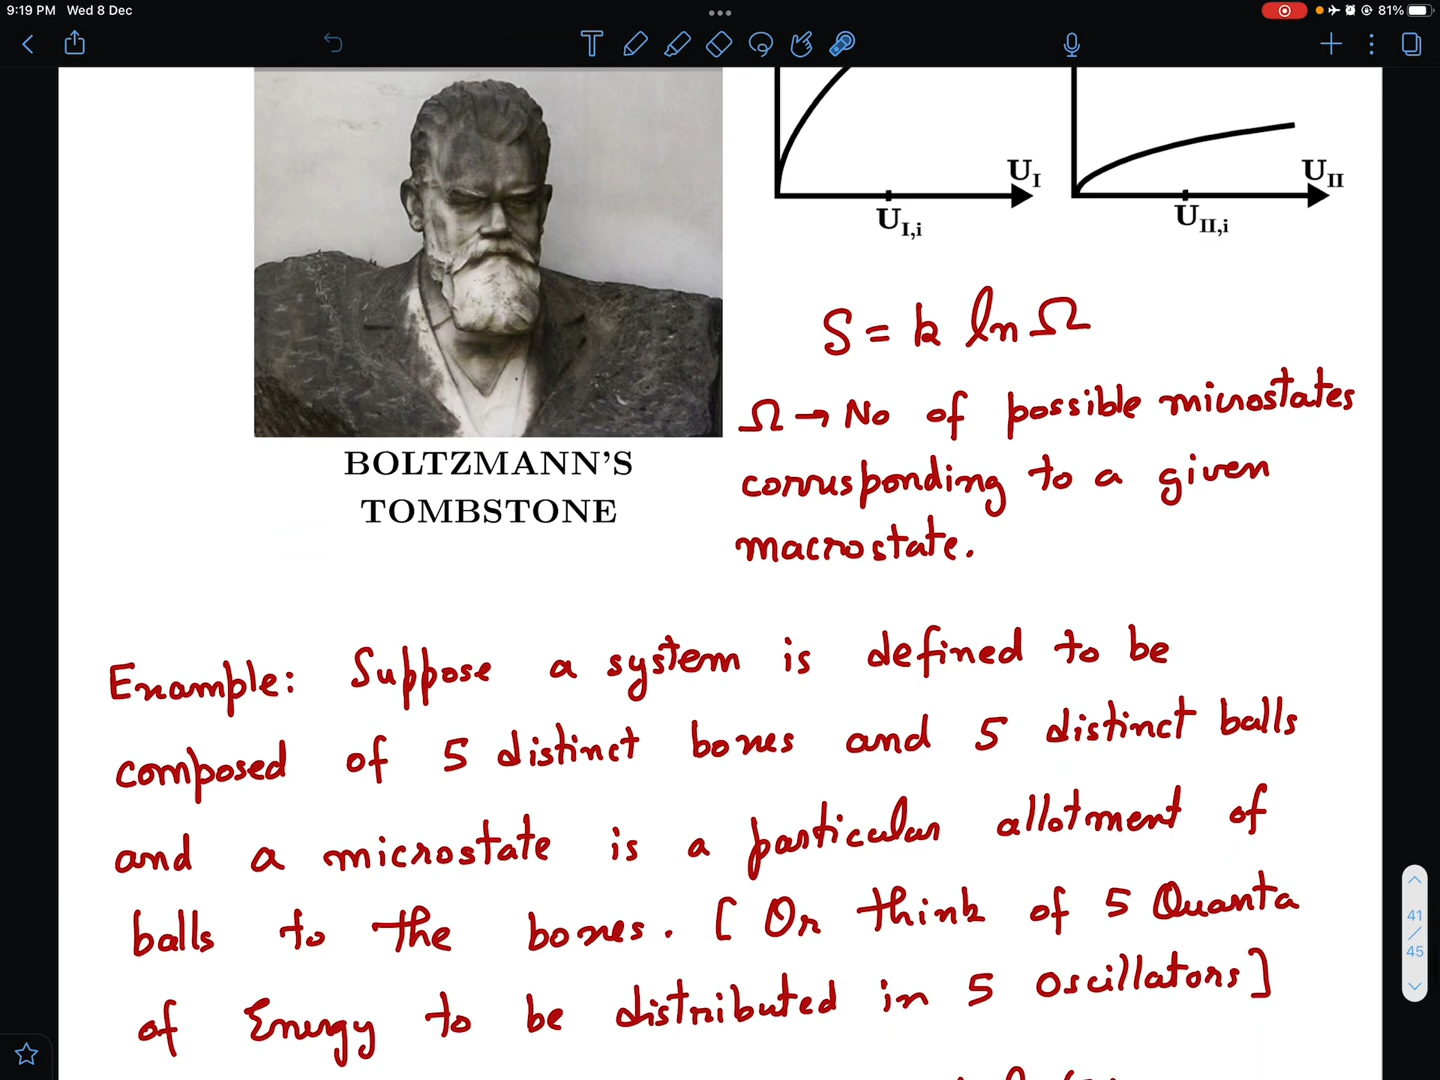 9:19 PM Wed 8 Dec
81%
U_I
U_II
U_I,i
U_II,i
S = k ln Ω
Ω → No of possible microstates
corresponding to a given
macrostate.
BOLTZMANN'S
TOMBSTONE
Example: Suppose a system is defined to be
composed of 5 distinct boxes and 5 distinct balls
and a microstate is a particular allotment of
balls to the boxes. [Or think of 5 Quanta
of Energy to be distributed in 5 Oscillators]
41
/
45